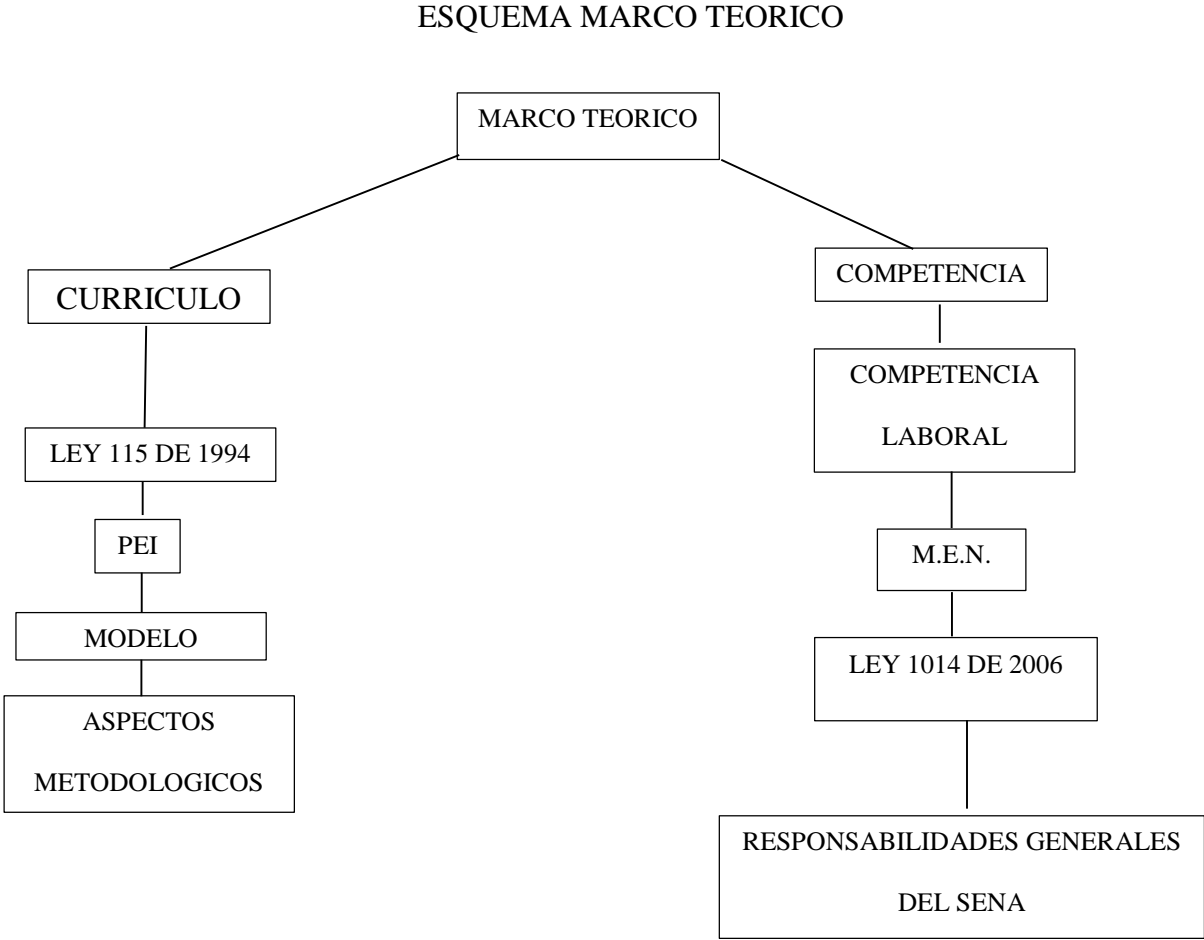 ESQUEMA MARCO TEORICO
MARCO TEORICO
CURRICULO
LEY 115 DE 1994
PEI
MODELO
ASPECTOS
METODOLOGICOS
COMPETENCIA
COMPETENCIA
LABORAL
M.E.N.
LEY 1014 DE 2006
RESPONSABILIDADES GENERALES
DEL SENA